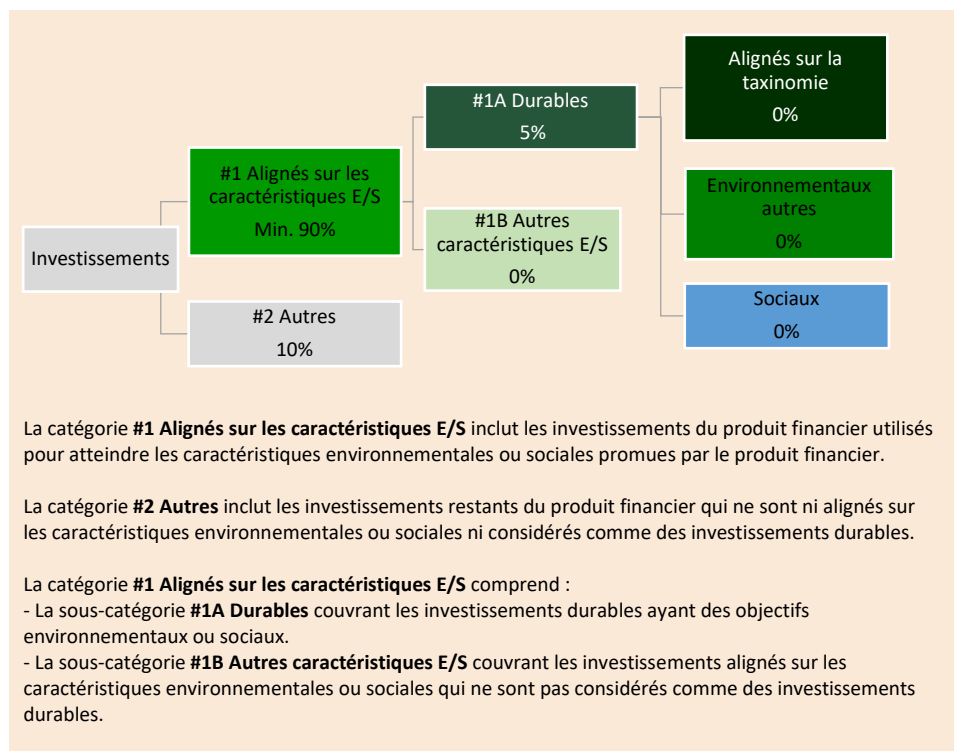 Investissements
#1 Alignés sur les
caractéristiques E/S
Min. 90%
#2 Autres
10%
#1A Durables
5%
#1B Autres
caractéristiques E/S
0%
Alignés sur la
taxinomie
0%
Environnementaux
autres
0%
Sociaux
0%
La catégorie #1 Alignés sur les caractéristiques E/S inclut les investissements du produit financier utilisés
pour atteindre les caractéristiques environnementales ou sociales promues par le produit financier.
La catégorie #2 Autres inclut les investissements restants du produit financier qui ne sont ni alignés sur
les caractéristiques environnementales ou sociales ni considérés comme des investissements durables.
La catégorie #1 Alignés sur les caractéristiques E/S comprend :
- La sous-catégorie #1A Durables couvrant les investissements durables ayant des objectifs
environnementaux ou sociaux.
- La sous-catégorie #1B Autres caractéristiques E/S couvrant les investissements alignés sur les
caractéristiques environnementales ou sociales qui ne sont pas considérés comme des investissements
durables.